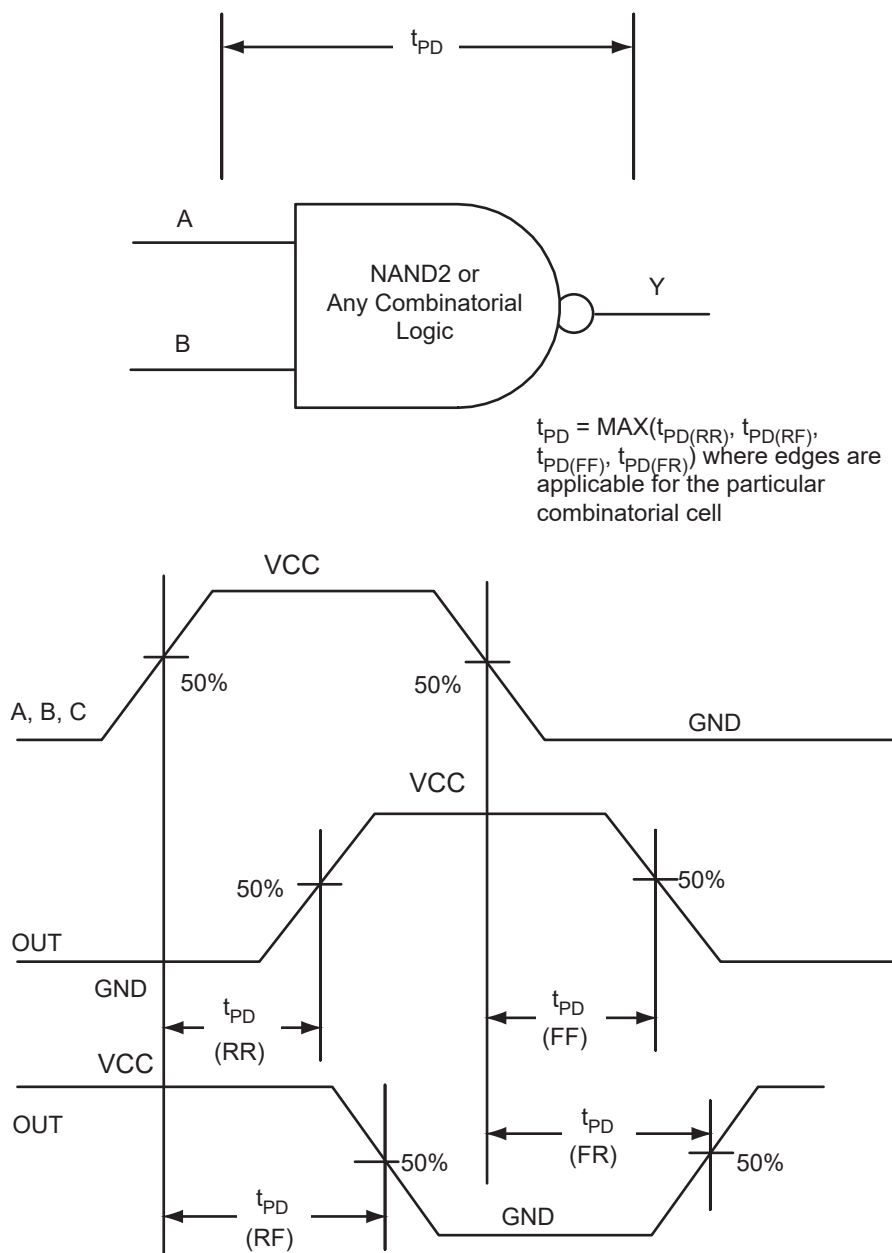 tPD
A
B
NAND2 or
Any Combinatorial
Logic
Y
tPD = MAX(tPD(RR), tPD(RF),
tPD(FF), tPD(FR)) where edges are
applicable for the particular
combinatorial cell
VCC
50%
50%
A, B, C
GND
VCC
50%
50%
OUT
GND
tPD
(RR)
tPD
(FF)
VCC
OUT
tPD
(FR)
50%
50%
tPD
(RF)
GND